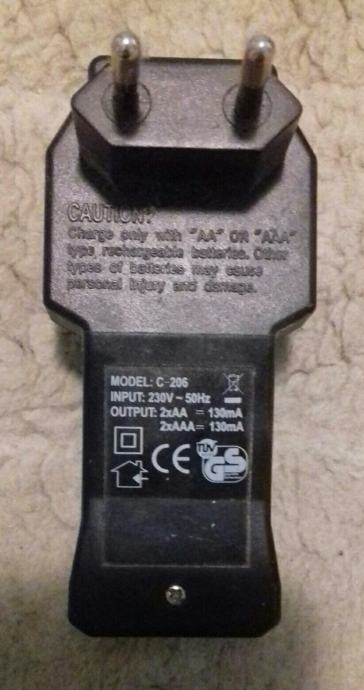 CAUTION?
Charge only with "AA" OR "AAA"
type rechargeable batteries. Other
types of batteries may cause
personal injury and damage.
MODEL: C-206
INPUT: 230V ~ 50Hz
OUTPUT: 2xAA = 130mA
2xAAA = 130mA
CE
TÜV
GS